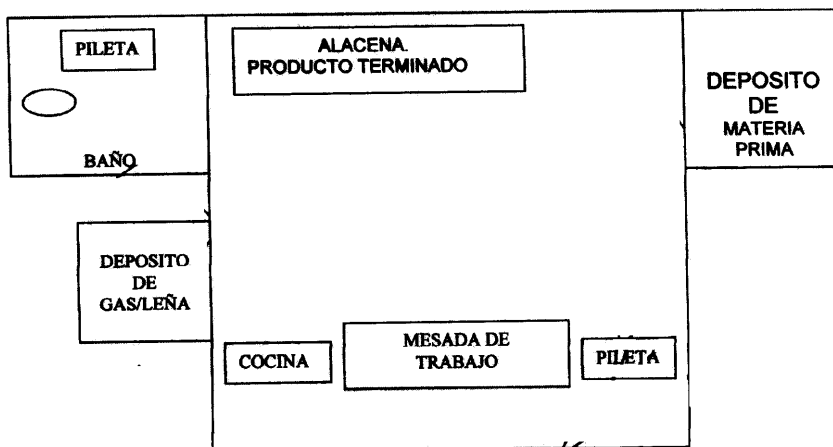 PILETA
BAÑO
ALACENA.
PRODUCTO TERMINADO
DEPOSITO
DE
MATERIA
PRIMA
DEPOSITO
DE
GAS/LEÑA
COCINA
MESADA DE
TRABAJO
PILETA